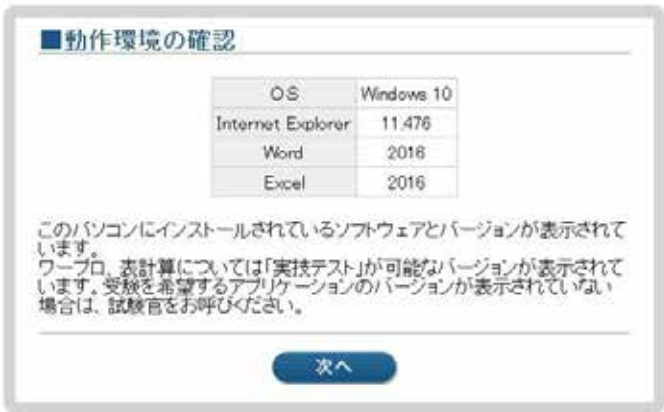 ■動作環境の確認
OS Windows 10
Internet Explorer 11.476
Word 2016
Excel 2016
このパソコンにインストールされているソフトウェアとバージョンが表示されて
います。
ワープロ、表計算については「実技テスト」が可能なバージョンが表示されて
います。受験を希望するアプリケーションのバージョンが表示されていない
場合は、試験官をお呼びください。
次へ